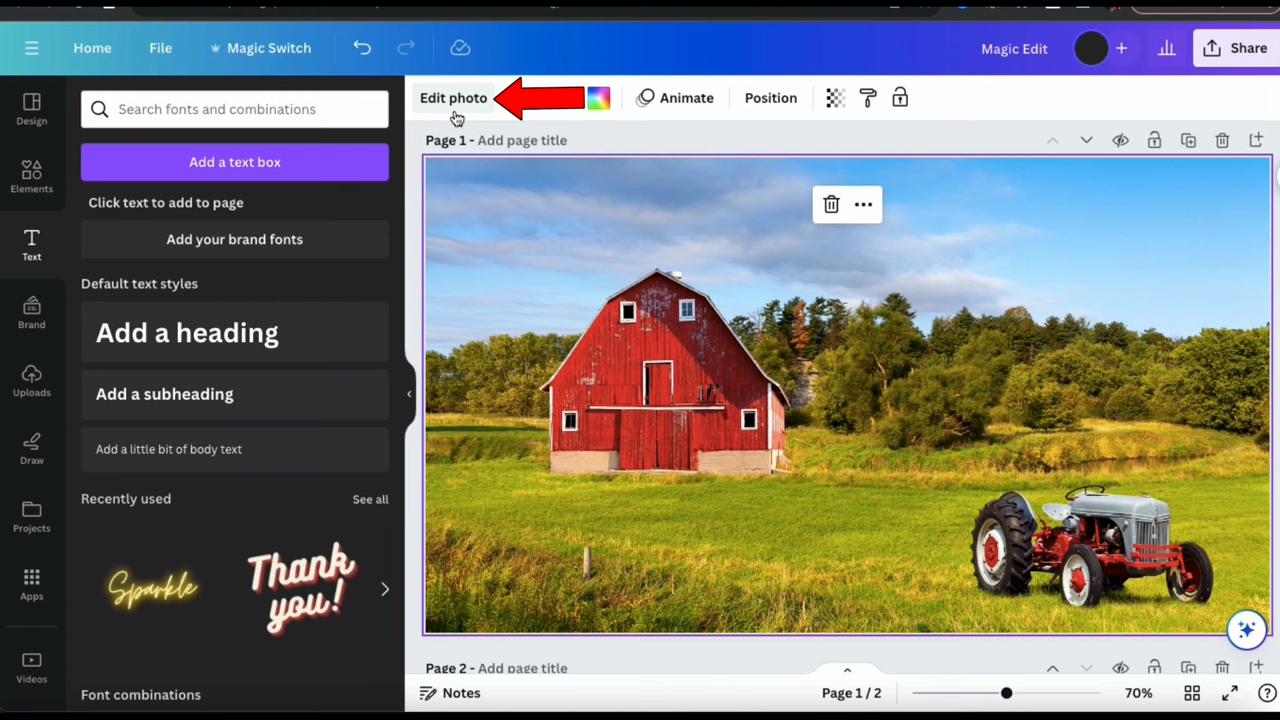 Home
File
Magic Switch
Magic Edit
Share
Design
Elements
Text
Brand
CO.
Uploads
Draw
Projects
Apps
Videos
Search fonts and combinations
Add a text box
Click text to add to page
Add your brand fonts
Default text styles
Add a heading
Add a subheading
Add a little bit of body text
Recently used
See all
Sparkle
Thank
you!
Font combinations
Edit photo
Animate
Position
Page 1 - Add page title
Page 2 - Add page title
Notes
Page 1 / 2
70%